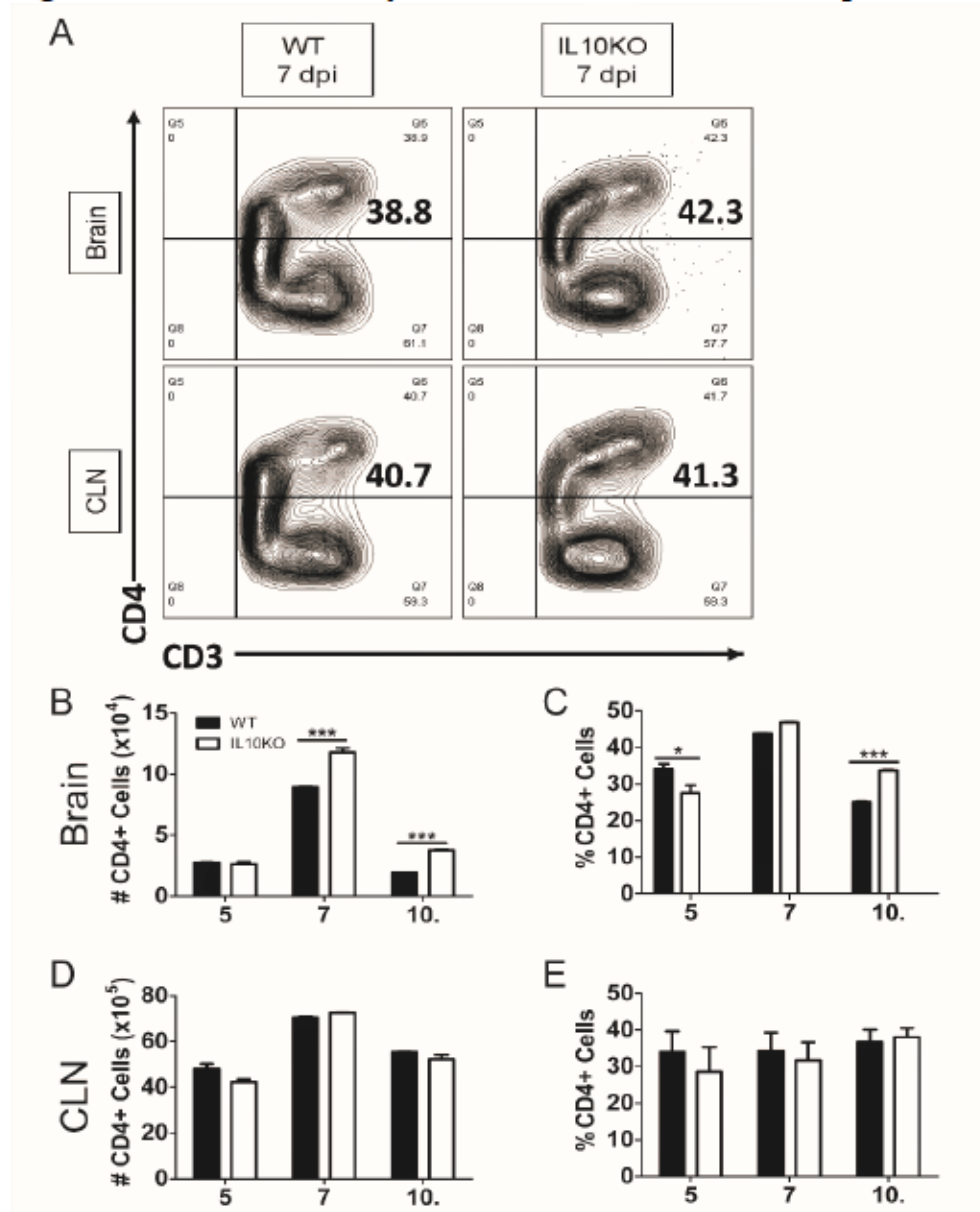 A
WT
7 dpi
IL10KO
7 dpi
Brain
Q5
0
Q6
38.9
38.8
Q8
0
Q7
61.1
Q5
0
Q6
42.3
42.3
Q8
0
Q7
57.7
CLN
Q5
0
Q6
40.7
40.7
Q8
0
Q7
59.3
Q5
0
Q6
41.7
41.3
Q8
0
Q7
58.3
CD4
CD3
B
Brain
# CD4+ Cells (x10⁴)
15
10
5
0
WT
IL10KO
***
***
5
7
10.
C
%CD4+ Cells
50
40
30
20
10
0
*
***
5
7
10.
D
CLN
# CD4+ Cells (x10⁵)
80
60
40
20
0
5
7
10.
E
%CD4+ Cells
50
40
30
20
10
0
5
7
10.